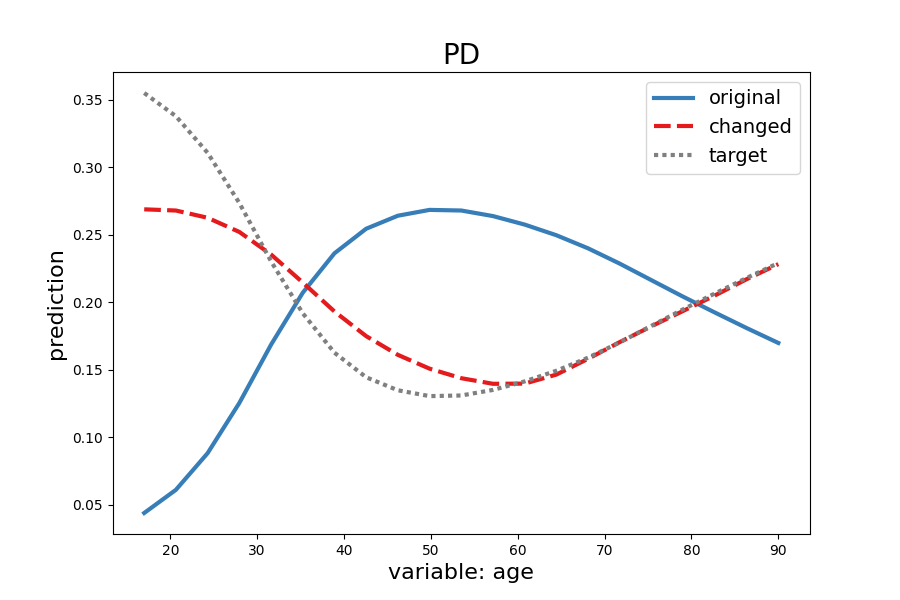 PD
original
changed
target
0.35
0.30
0.25
0.20
0.15
0.10
0.05
prediction
20 30 40 50 60 70 80 90
variable: age